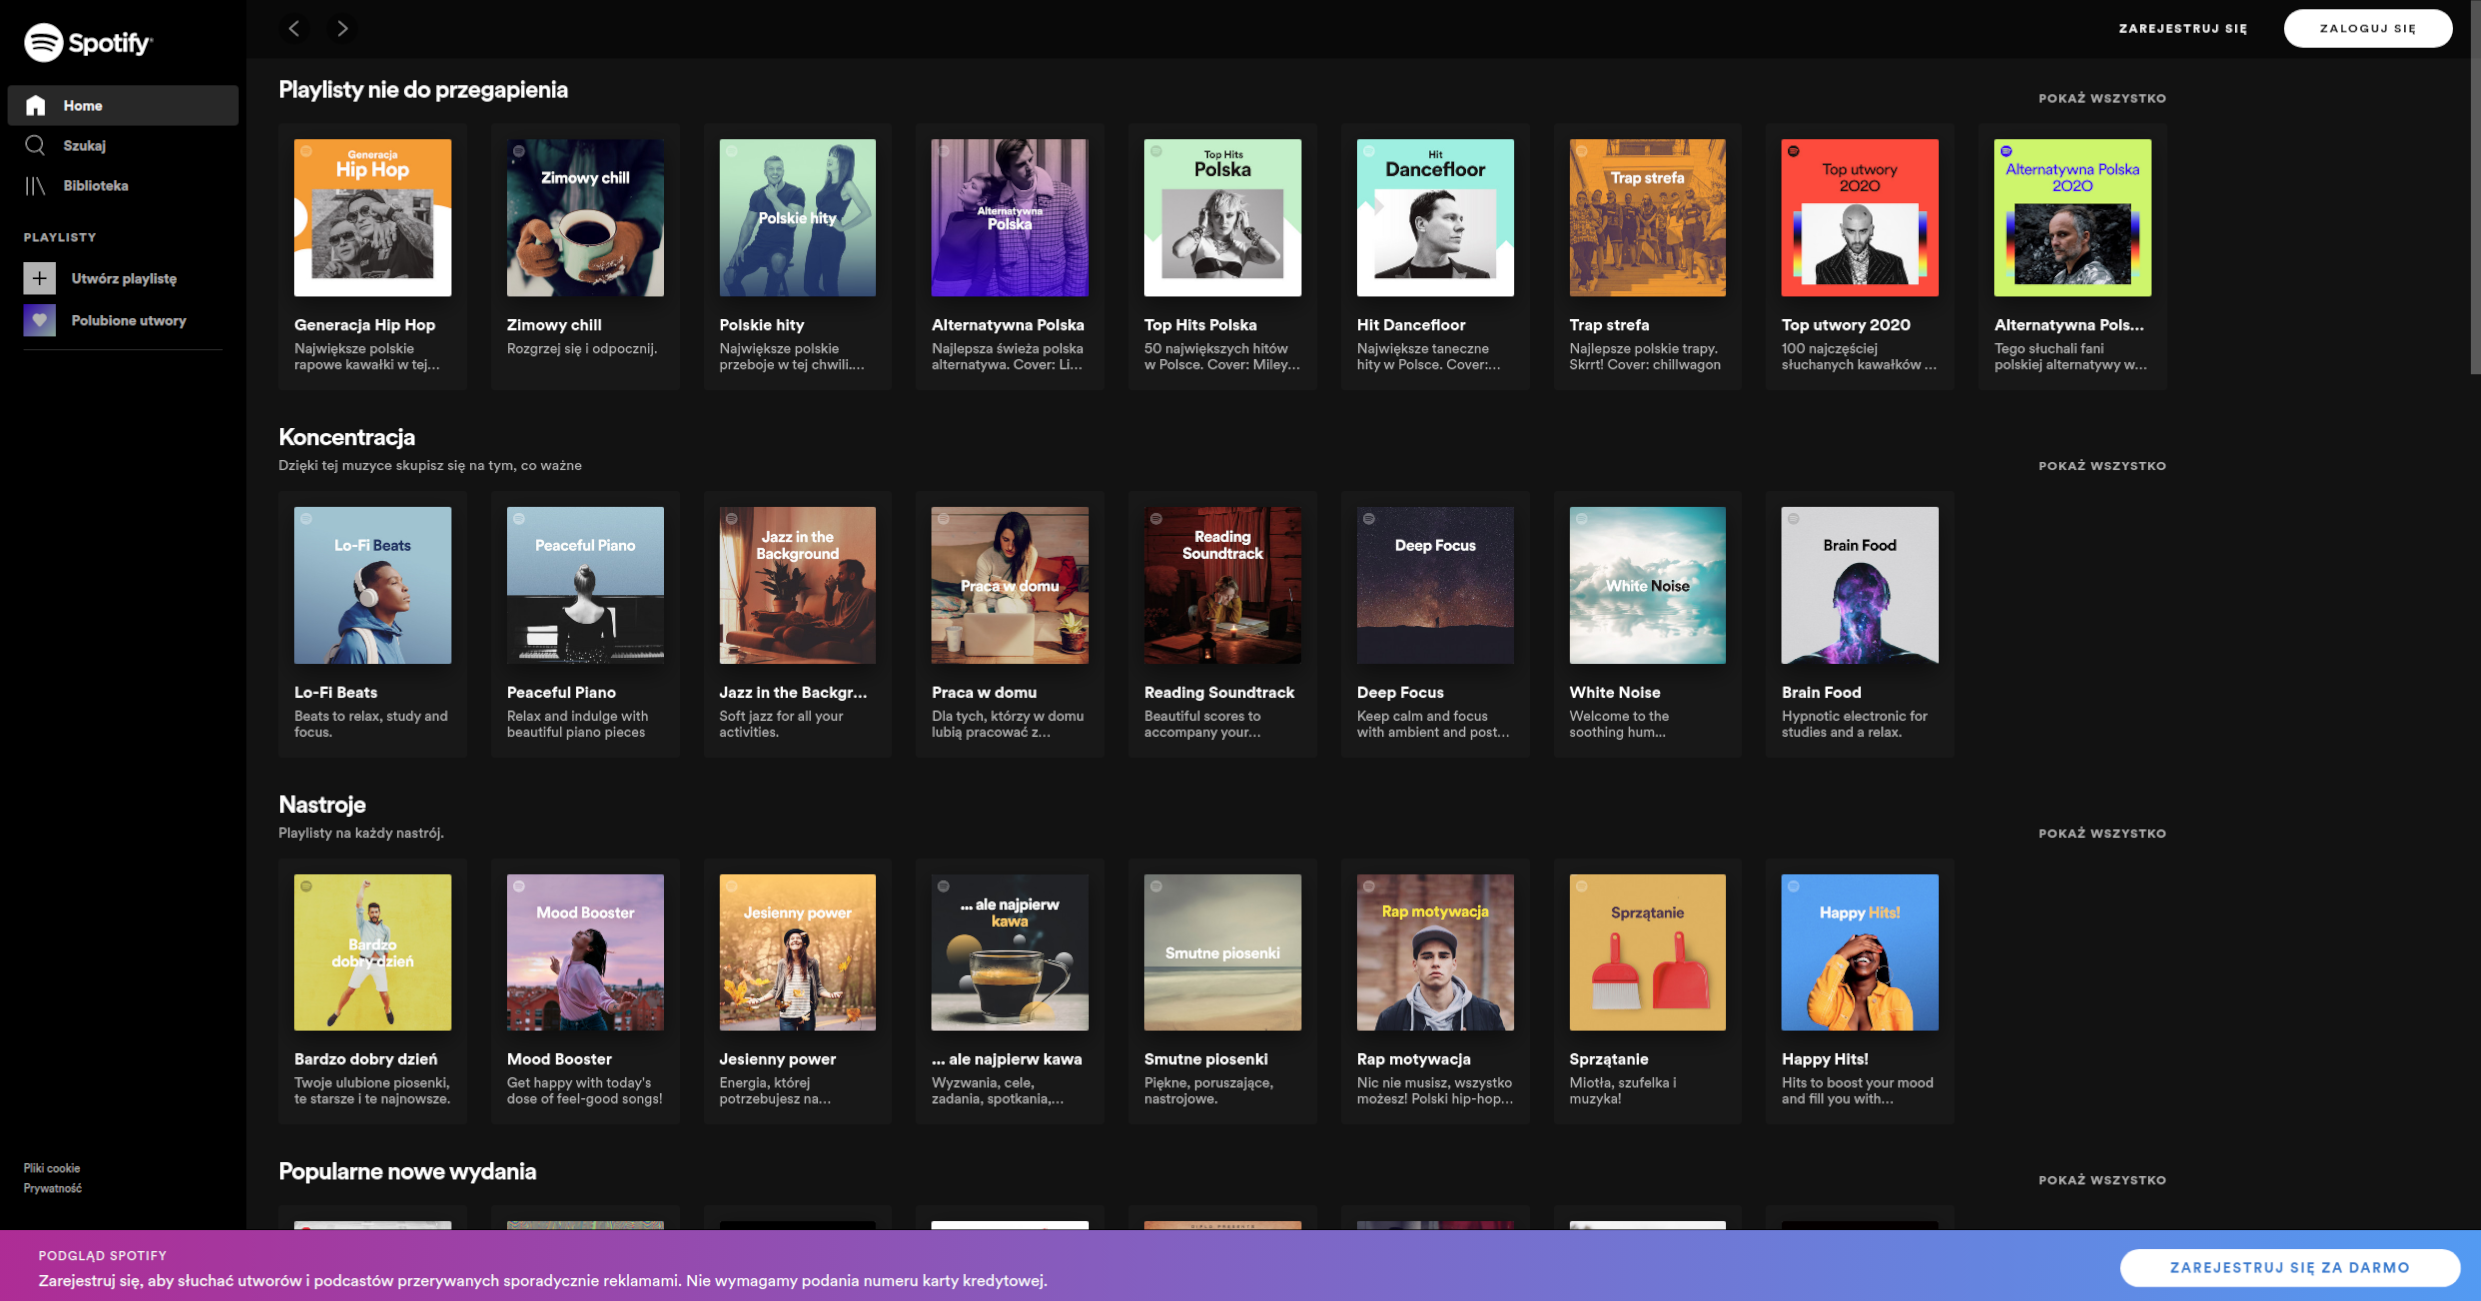 Spotify
ZAREJESTRUJ SIĘ
ZALOGUJ SIĘ
Home
Szukaj
Biblioteka
PLAYLISTY
Utwórz playlistę
Polubione utwory
Pliki cookie
Prywatność
Playlisty nie do przegapienia
POKAŻ WSZYSTKO
Generacja
Hip Hop
Zimowy chill
Polskie hity
Alternatywna
Polska
Top Hits
Polska
Hit
Dancefloor
Trap strefa
Top utwory
2020
Alternatywna Polska
2020
Generacja Hip Hop
Największe polskie
rapowe kawałki w tej...
Zimowy chill
Rozgrzej się i odpocznij.
Polskie hity
Największe polskie
przeboje w tej chwili....
Alternatywna Polska
Najlepsza świeża polska
alternatywa. Cover: Li...
Top Hits Polska
50 największych hitów
w Polsce. Cover: Miley...
Hit Dancefloor
Największe taneczne
hity w Polsce. Cover:...
Trap strefa
Najlepsze polskie trapy.
Skrrt! Cover: chillwagon
Top utwory 2020
100 najczęściej
słuchanych kawałków ...
Alternatywna Pols...
Tego słuchali fani
polskiej alternatywy w...
Koncentracja
Dzięki tej muzyce skupisz się na tym, co ważne
POKAŻ WSZYSTKO
Lo-Fi Beats
Peaceful Piano
Jazz in the
Background
Praca w domu
Reading
Soundtrack
Deep Focus
White Noise
Brain Food
Lo-Fi Beats
Beats to relax, study and
focus.
Peaceful Piano
Relax and indulge with
beautiful piano pieces
Jazz in the Backgr...
Soft jazz for all your
activities.
Praca w domu
Dla tych, którzy w domu
lubią pracować z...
Reading Soundtrack
Beautiful scores to
accompany your...
Deep Focus
Keep calm and focus
with ambient and post...
White Noise
Welcome to the
soothing hum...
Brain Food
Hypnotic electronic for
studies and a relax.
Nastroje
Playlisty na każdy nastrój.
POKAŻ WSZYSTKO
Bardzo
dobry dzień
Mood Booster
Jesienny power
... ale najpierw
kawa
Smutne piosenki
Rap motywacja
Sprzątanie
Happy Hits!
Bardzo dobry dzień
Twoje ulubione piosenki,
te starsze i te najnowsze.
Mood Booster
Get happy with today's
dose of feel-good songs!
Jesienny power
Energia, której
potrzebujesz na...
... ale najpierw kawa
Wyzwania, cele,
zadania, spotkania,...
Smutne piosenki
Piękne, poruszające,
nastrojowe.
Rap motywacja
Nic nie musisz, wszystko
możesz! Polski hip-hop...
Sprzątanie
Miotła, szufelka i
muzyka!
Happy Hits!
Hits to boost your mood
and fill you with...
Popularne nowe wydania
POKAŻ WSZYSTKO
PODGLĄD SPOTIFY
Zarejestruj się, aby słuchać utworów i podcastów przerywanych sporadycznie reklamami. Nie wymagamy podania numeru karty kredytowej.
ZAREJESTRUJ SIĘ ZA DARMO